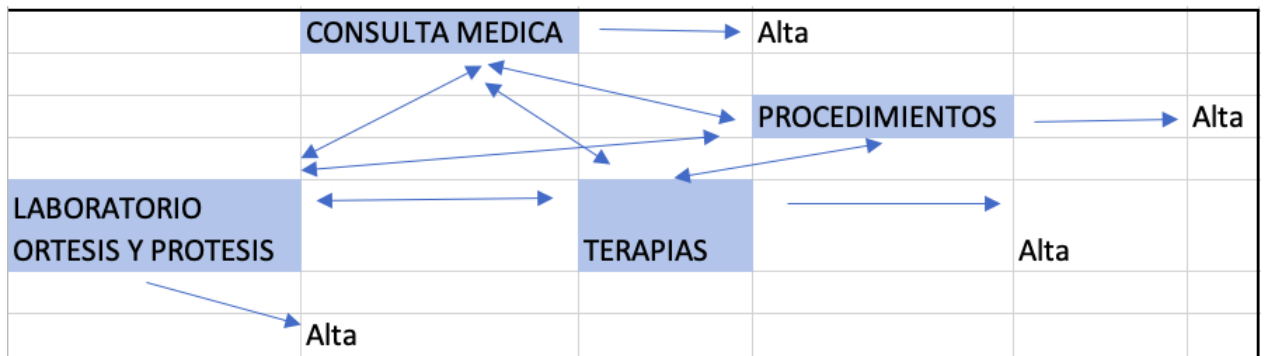 CONSULTA MEDICA
Alta
PROCEDIMIENTOS
Alta
LABORATORIO
ORTESIS Y PROTESIS
TERAPIAS
Alta
Alta